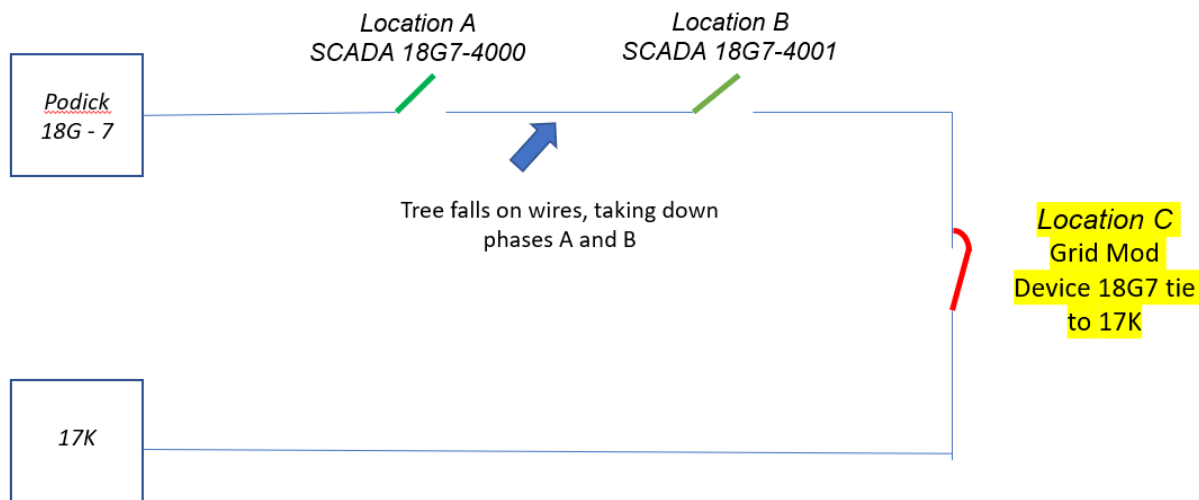 Location A
SCADA 18G7-4000
Location B
SCADA 18G7-4001
Podick
18G - 7
Tree falls on wires, taking down
phases A and B
Location C
Grid Mod
Device 18G7 tie
to 17K
17K